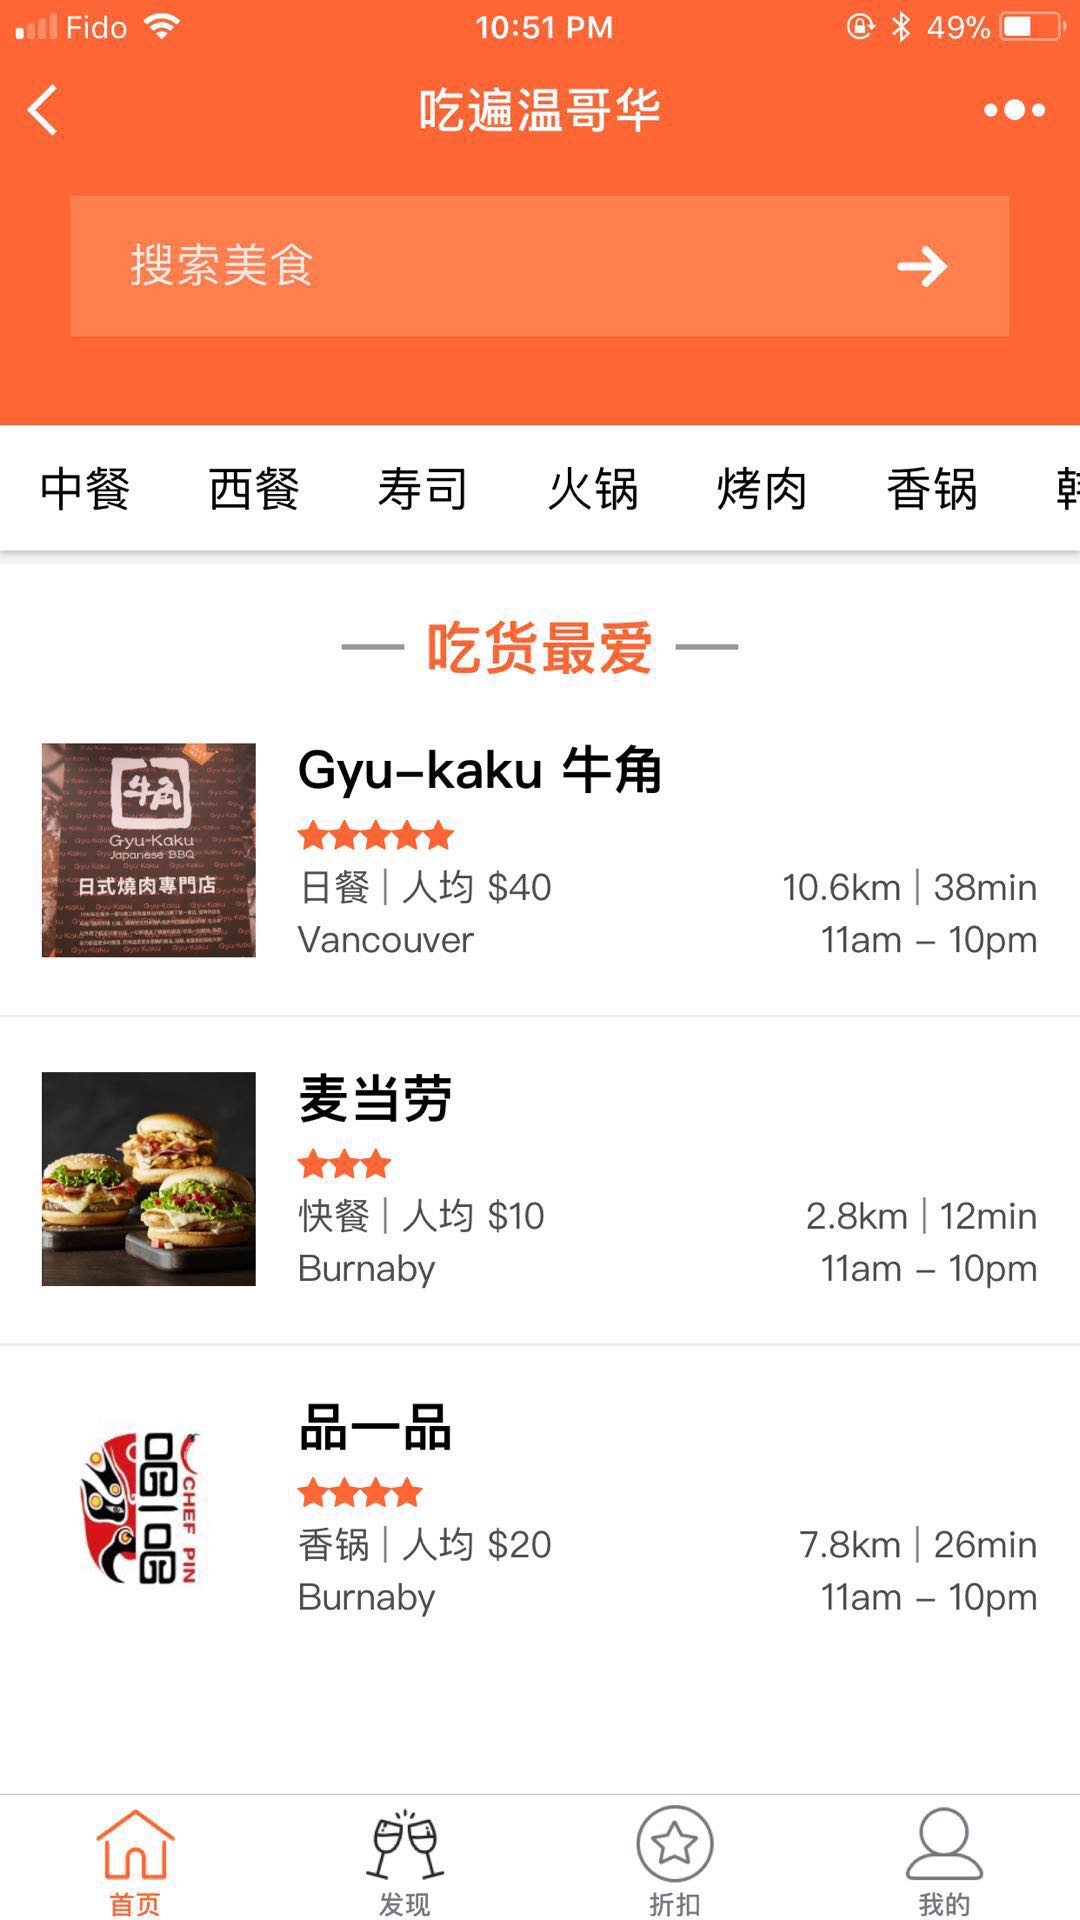 Fido 10:51 PM 49%
吃遍温哥华
搜索美食
中餐 西餐 寿司 火锅 烤肉 香锅
吃货最爱
牛角
Gyu-Kaku
Japanese BBQ
日式燒肉專門店
Gyu-kaku 牛角
日餐 | 人均 $40 10.6km | 38min
Vancouver 11am – 10pm
麦当劳
快餐 | 人均 $10 2.8km | 12min
Burnaby 11am – 10pm
品一品
CHEF PIN
品一品
香锅 | 人均 $20 7.8km | 26min
Burnaby 11am – 10pm
首页 发现 折扣 我的